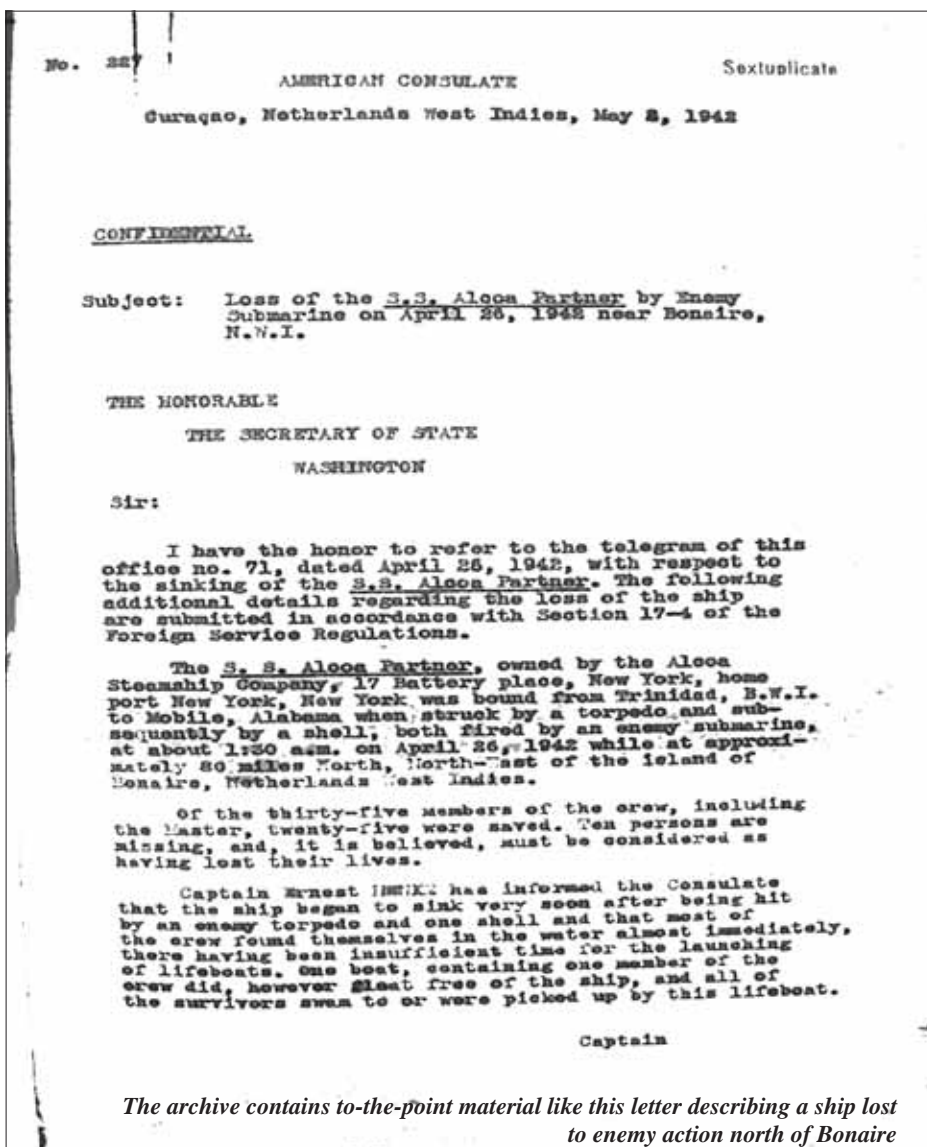 No. 227
Sextuplicate
AMERICAN CONSULATE
Curaçao, Netherlands West Indies, May 2, 1942
CONFIDENTIAL
Subject: Loss of the S.S. Alcoa Partner by Enemy
Submarine on April 26, 1942 near Bonaire,
N.W.I.
THE HONORABLE
THE SECRETARY OF STATE
WASHINGTON
Sir:
I have the honor to refer to the telegram of this
office no. 71, dated April 26, 1942, with respect to
the sinking of the S.S. Alcoa Partner. The following
additional details regarding the loss of the ship
are submitted in accordance with Section 17-4 of the
Foreign Service Regulations.
The S. S. Alcoa Partner, owned by the Alcoa
Steamship Company, 17 Battery place, New York, home
port New York, New York was bound from Trinidad, B.W.I.
to Mobile, Alabama when struck by a torpedo and sub-
sequently by a shell, both fired by an enemy submarine,
at about 1:30 a.m. on April 26, 1942 while at approxi-
mately 80 miles North, North-East of the island of
Bonaire, Netherlands West Indies.
Of the thirty-five members of the crew, including
the Master, twenty-five were saved. Ten persons are
missing, and, it is believed, must be considered as
having lost their lives.
Captain Ernest has informed the Consulate
that the ship began to sink very soon after being hit
by an enemy torpedo and one shell and that most of
the crew found themselves in the water almost immediately,
there having been insufficient time for the launching
of lifeboats. One boat, containing one member of the
crew did, however float free of the ship, and all of
the survivors swam to or were picked up by this lifeboat.
Captain
The archive contains to-the-point material like this letter describing a ship lost
to enemy action north of Bonaire